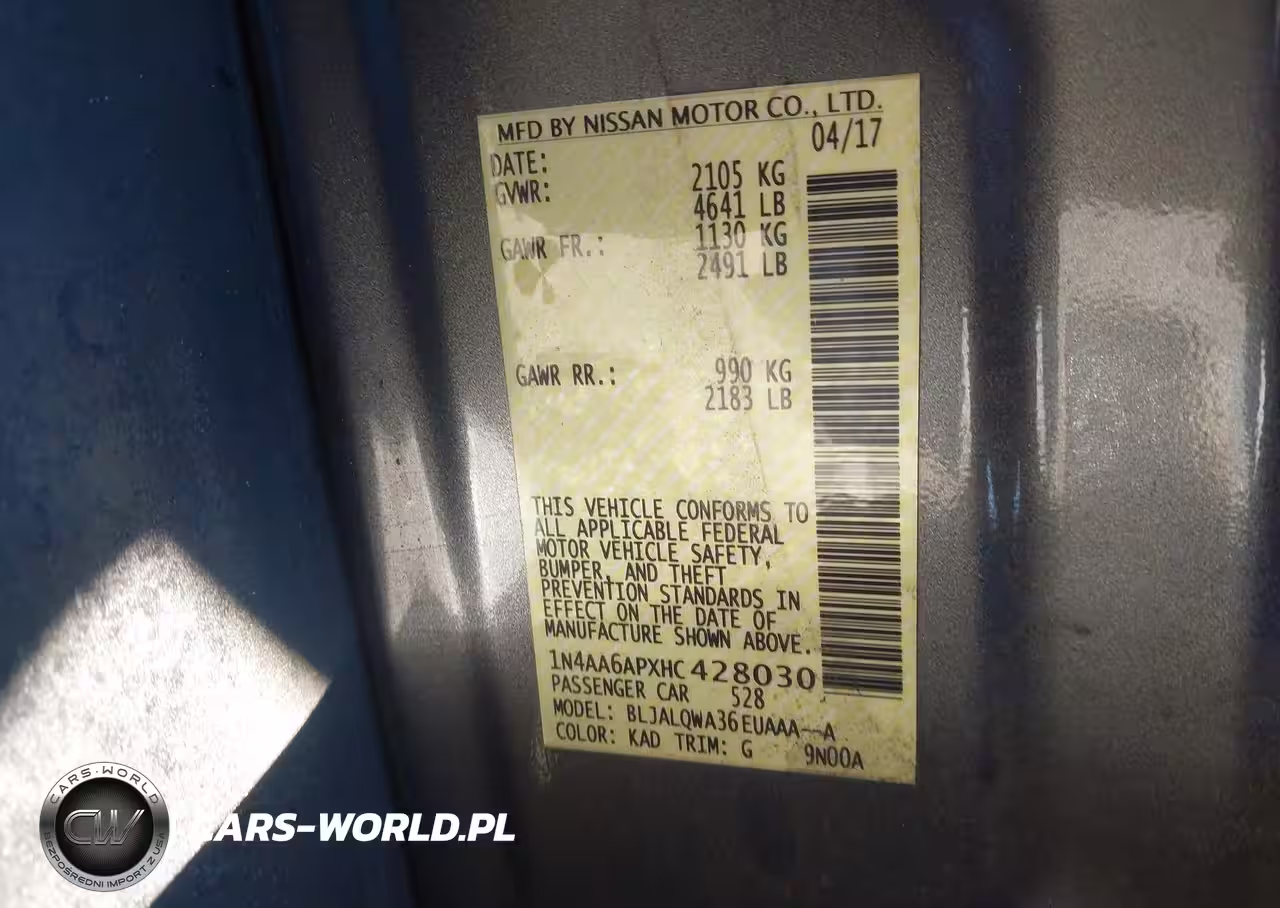 MFD BY NISSAN MOTOR CO., LTD.
DATE: 04/17
GVWR: 2105 KG
4641 LB
GAWR FR.: 1130 KG
2491 LB
GAWR RR.: 990 KG
2183 LB
THIS VEHICLE CONFORMS TO
ALL APPLICABLE FEDERAL
MOTOR VEHICLE SAFETY,
BUMPER, AND THEFT
PREVENTION STANDARDS IN
EFFECT ON THE DATE OF
MANUFACTURE SHOWN ABOVE.
1N4AA6APXHC428030
PASSENGER CAR 528
MODEL: BLJALQWA36EUAAA--A
COLOR: KAD TRIM: G 9N00A
CARS-WORLD
CW
BEZPOŚREDNI IMPORT Z USA
CARS-WORLD.PL